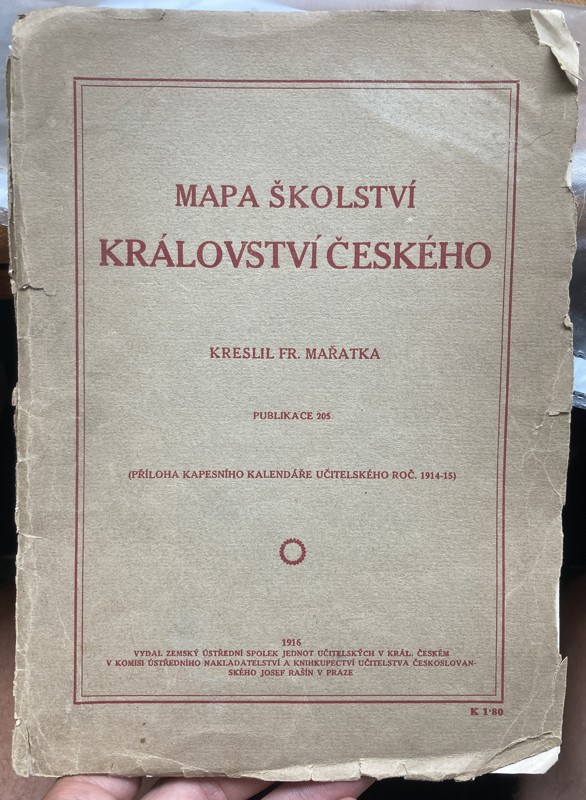 MAPA ŠKOLSTVÍ
KRÁLOVSTVÍ ČESKÉHO
KRESLIL FR. MAŘATKA
PUBLIKACE 205
(PŘÍLOHA KAPESNÍHO KALENDÁŘE UČITELSKÉHO ROČ. 1914-15)
1916
VYDAL ZEMSKÝ ÚSTŘEDNÍ SPOLEK JEDNOT UČITELSKÝCH V KRÁL. ČESKÉM
V KOMISI ÚSTŘEDNÍHO NAKLADATELSTVÍ A KNIHKUPECTVÍ UČITELSTVA ČESKOSLOVAN-
SKÉHO JOSEF RAŠÍN V PRAZE
K 1·80